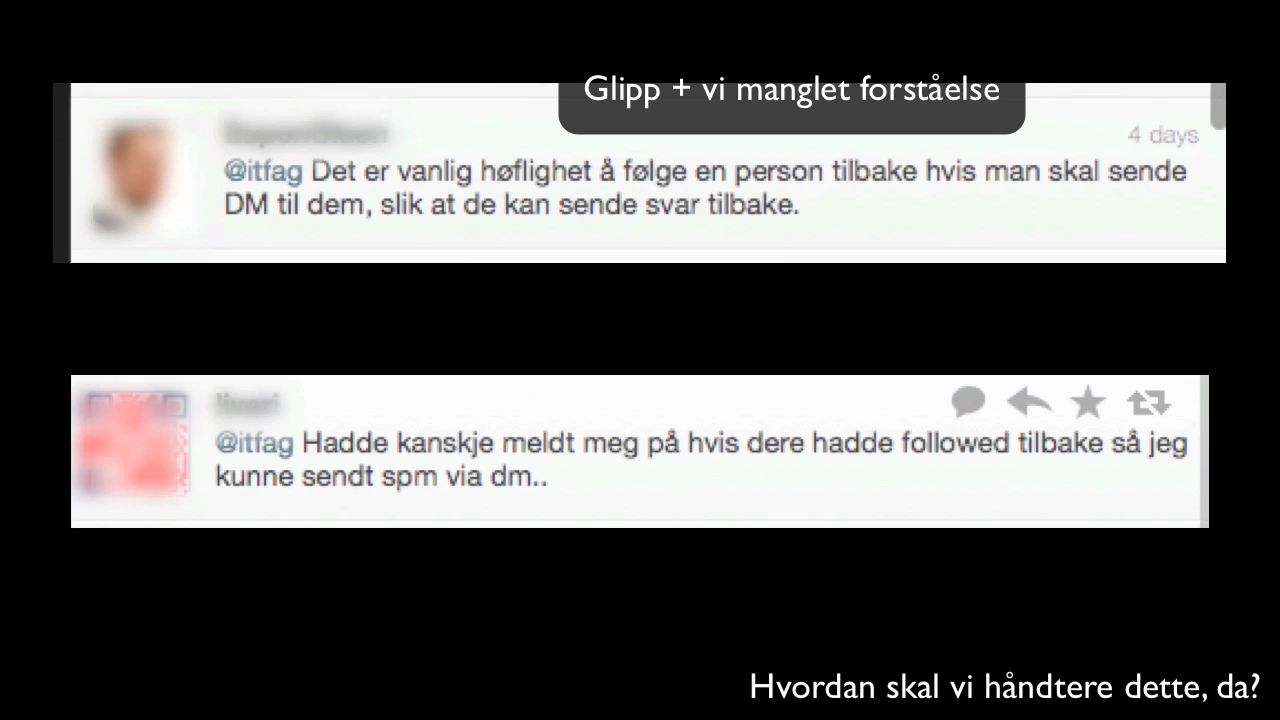 Glipp + vi manglet forståelse
4 days
@itfag Det er vanlig høflighet å følge en person tilbake hvis man skal sende
DM til dem, slik at de kan sende svar tilbake.
@itfag Hadde kanskje meldt meg på hvis dere hadde followed tilbake så jeg
kunne sendt spm via dm..
Hvordan skal vi håndtere dette, da?